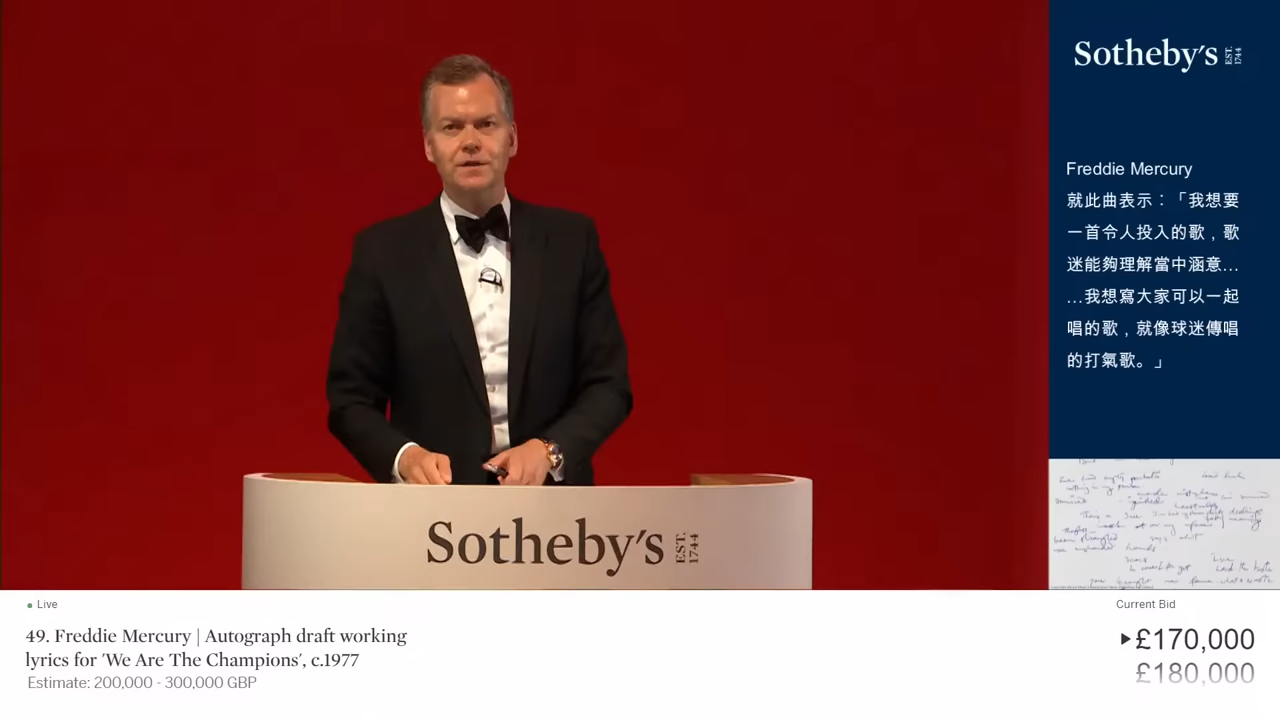 Sotheby's EST. 1744
Freddie Mercury
就此曲表示：「我想要
一首令人投入的歌，歌
迷能夠理解當中涵意…
…我想寫大家可以一起
唱的歌，就像球迷傳唱
的打氣歌。」
Sotheby's EST. 1744
Live
49. Freddie Mercury | Autograph draft working
lyrics for 'We Are The Champions', c.1977
Estimate: 200,000 - 300,000 GBP
Current Bid
£170,000
£180,000